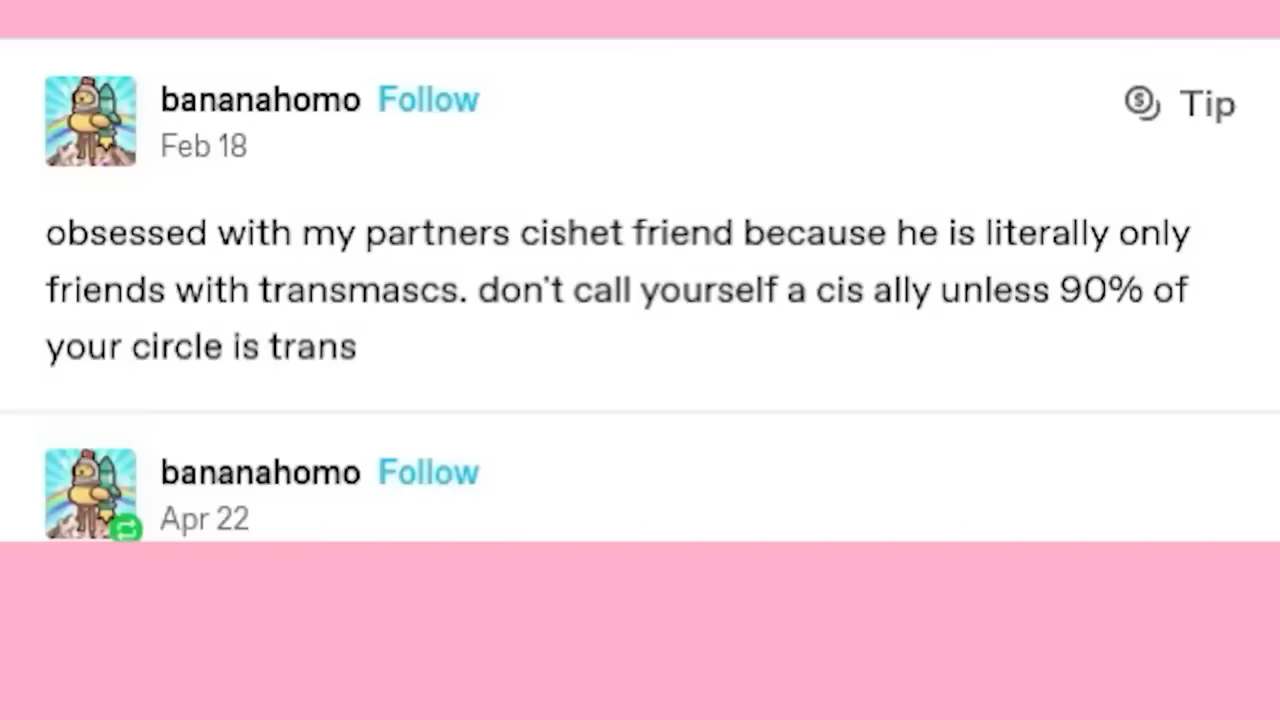 bananahomo Follow
Tip
Feb 18
obsessed with my partners cishet friend because he is literally only
friends with transmascs. don't call yourself a cis ally unless 90% of
your circle is trans
bananahomo Follow
Apr 22